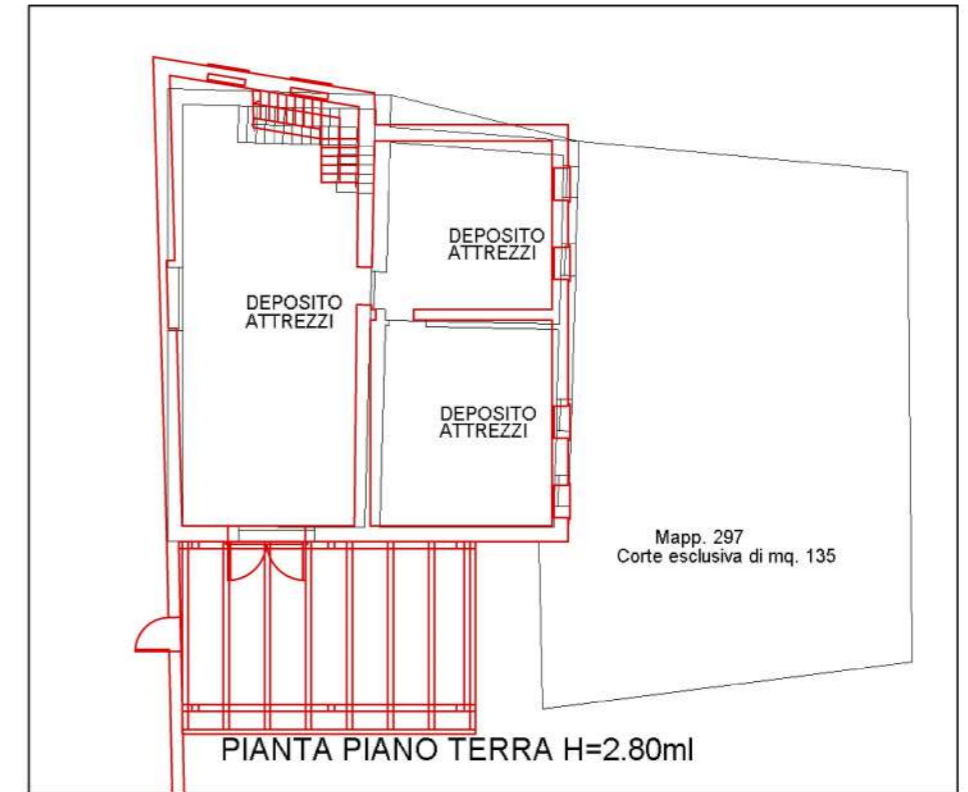 DEPOSITO
ATTREZZI
DEPOSITO
ATTREZZI
DEPOSITO
ATTREZZI
Mapp. 297
Corte esclusiva di mq. 135
PIANTA PIANO TERRA H=2.80ml